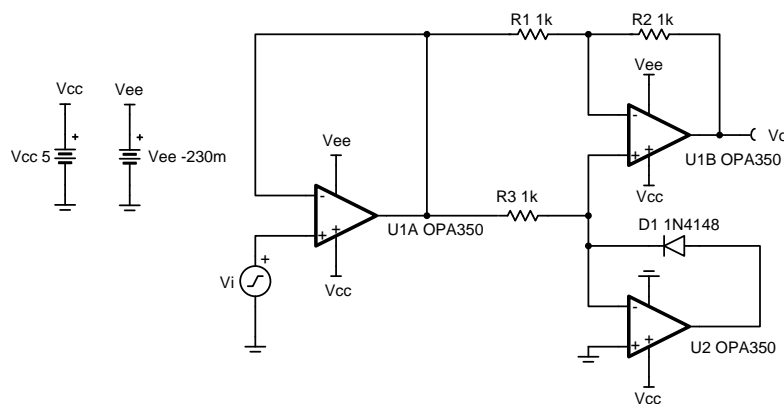 R1 1k
R2 1k
Vcc
Vee
Vee
Vcc 5
+
Vee -230m
+
Vee
-
+
+
U1B OPA350
Vo
Vcc
-
+
+
U1A OPA350
R3 1k
D1 1N4148
Vi
+
Vcc
-
+
+
U2 OPA350
Vcc